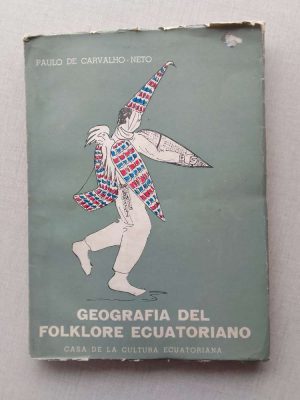 PAULO DE CARVALHO-NETO
GEOGRAFIA DEL
FOLKLORE ECUATORIANO
CASA DE LA CULTURA ECUATORIANA